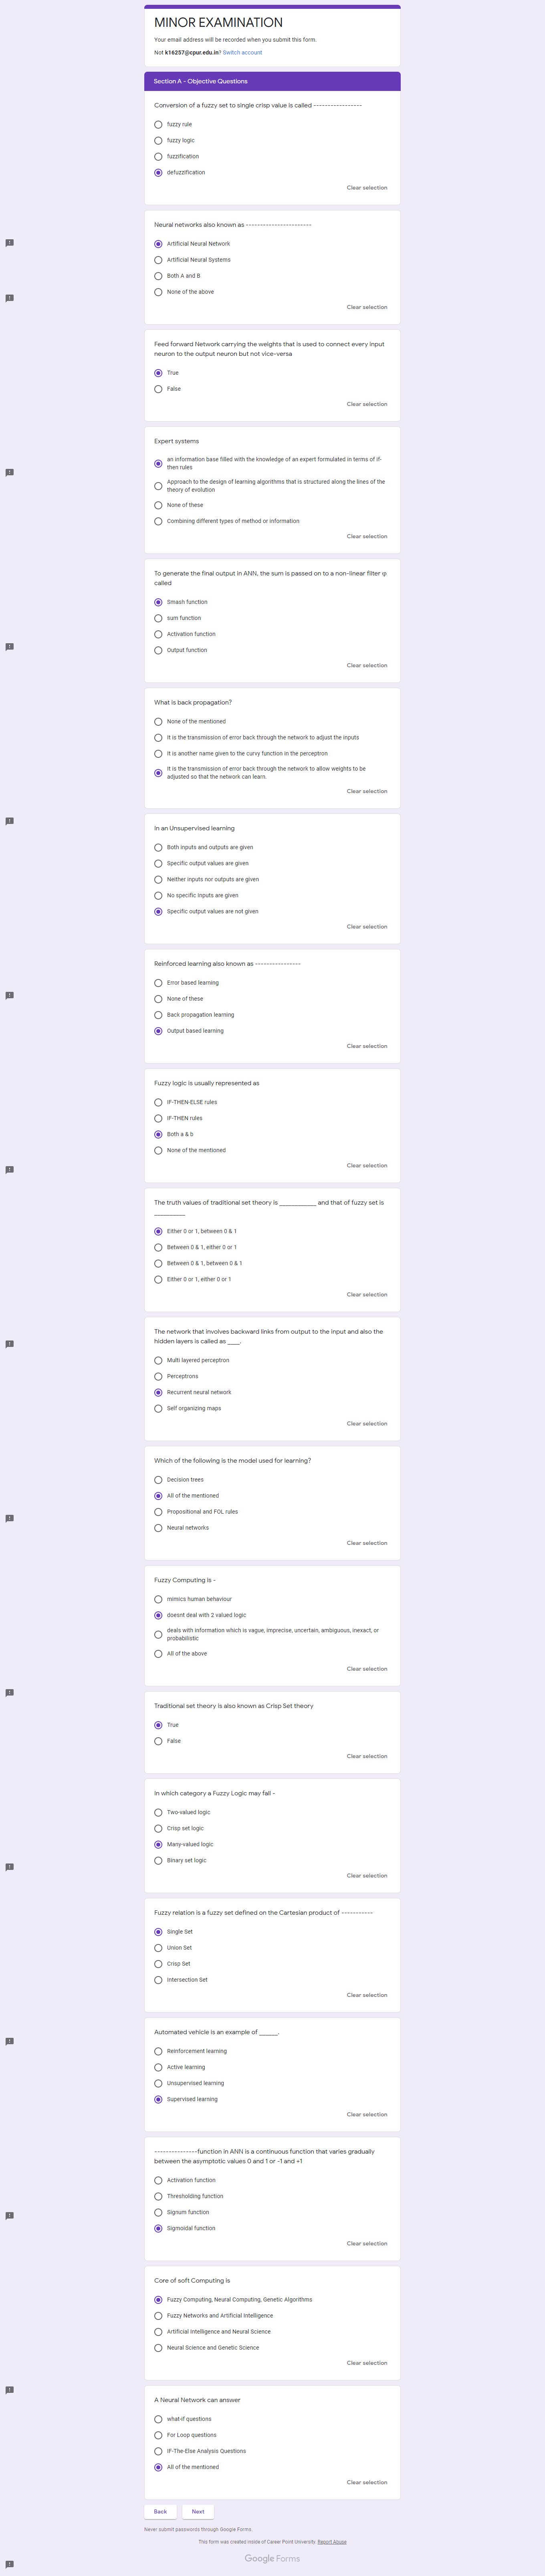 MINOR EXAMINATION
Your email address will be recorded when you submit this form.
Not k16257@cpur.edu.in? Switch account
Section A - Objective Questions
Conversion of a fuzzy set to single crisp value is called -----------------
fuzzy rule
fuzzy logic
fuzzification
defuzzification
Clear selection
Neural networks also known as -----------------------
Artificial Neural Network
Artificial Neural Systems
Both A and B
None of the above
Clear selection
Feed forward Network carrying the weights that is used to connect every input
neuron to the output neuron but not vice-versa
True
False
Clear selection
Expert systems
an information base filled with the knowledge of an expert formulated in terms of if-
then rules
Approach to the design of learning algorithms that is structured along the lines of the
theory of evolution
None of these
Combining different types of method or information
Clear selection
To generate the final output in ANN, the sum is passed on to a non-linear filter φ
called
Smash function
sum function
Activation function
Output function
Clear selection
What is back propagation?
None of the mentioned
It is the transmission of error back through the network to adjust the inputs
It is another name given to the curvy function in the perceptron
It is the transmission of error back through the network to allow weights to be
adjusted so that the network can learn.
Clear selection
In an Unsupervised learning
Both inputs and outputs are given
Specific output values are given
Neither inputs nor outputs are given
No specific Inputs are given
Specific output values are not given
Clear selection
Reinforced learning also known as ----------------
Error based learning
None of these
Back propagation learning
Output based learning
Clear selection
Fuzzy logic is usually represented as
IF-THEN-ELSE rules
IF-THEN rules
Both a & b
None of the mentioned
Clear selection
The truth values of traditional set theory is ____________ and that of fuzzy set is
__________
Either 0 or 1, between 0 & 1
Between 0 & 1, either 0 or 1
Between 0 & 1, between 0 & 1
Either 0 or 1, either 0 or 1
Clear selection
The network that involves backward links from output to the input and also the
hidden layers is called as ____.
Multi layered perceptron
Perceptrons
Recurrent neural network
Self organizing maps
Clear selection
Which of the following is the model used for learning?
Decision trees
All of the mentioned
Propositional and FOL rules
Neural networks
Clear selection
Fuzzy Computing is -
mimics human behaviour
doesnt deal with 2 valued logic
deals with information which is vague, imprecise, uncertain, ambiguous, inexact, or
probabilistic
All of the above
Clear selection
Traditional set theory is also known as Crisp Set theory
True
False
Clear selection
In which category a Fuzzy Logic may fall -
Two-valued logic
Crisp set logic
Many-valued logic
Binary set logic
Clear selection
Fuzzy relation is a fuzzy set defined on the Cartesian product of -----------
Single Set
Union Set
Crisp Set
Intersection Set
Clear selection
Automated vehicle is an example of ______.
Reinforcement learning
Active learning
Unsupervised learning
Supervised learning
Clear selection
---------------function in ANN is a continuous function that varies gradually
between the asymptotic values 0 and 1 or -1 and +1
Activation function
Thresholding function
Signum function
Sigmoidal function
Clear selection
Core of soft Computing is
Fuzzy Computing, Neural Computing, Genetic Algorithms
Fuzzy Networks and Artificial Intelligence
Artificial Intelligence and Neural Science
Neural Science and Genetic Science
Clear selection
A Neural Network can answer
what-if questions
For Loop questions
IF-The-Else Analysis Questions
All of the mentioned
Clear selection
Back
Next
Never submit passwords through Google Forms.
This form was created inside of Career Point University. Report Abuse
Google Forms